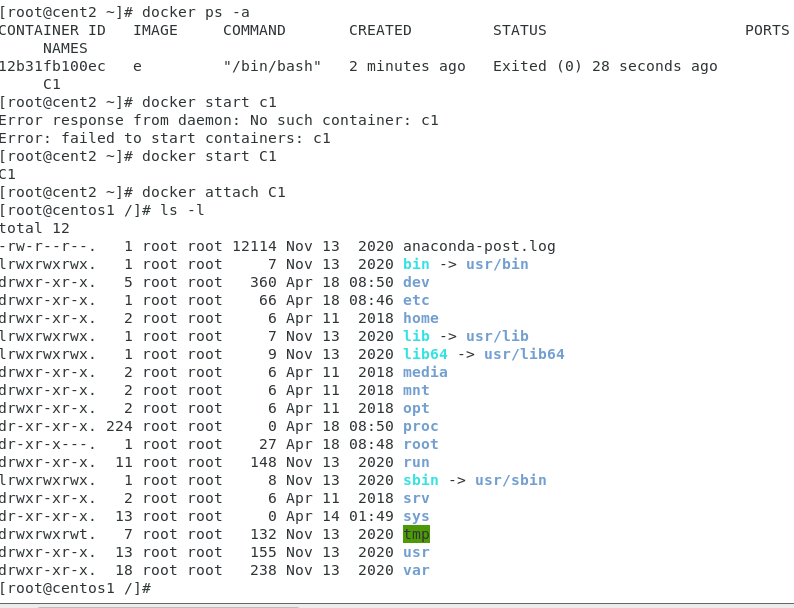 [root@cent2 ~]# docker ps -a
CONTAINER ID   IMAGE     COMMAND       CREATED         STATUS                      PORTS
     NAMES
12b31fb100ec   e         "/bin/bash"   2 minutes ago   Exited (0) 28 seconds ago
     C1
[root@cent2 ~]# docker start c1
Error response from daemon: No such container: c1
Error: failed to start containers: c1
[root@cent2 ~]# docker start C1
C1
[root@cent2 ~]# docker attach C1
[root@centos1 /]# ls -l
total 12
-rw-r--r--.   1 root root 12114 Nov 13  2020 anaconda-post.log
lrwxrwxrwx.   1 root root     7 Nov 13  2020 bin -> usr/bin
drwxr-xr-x.   5 root root   360 Apr 18 08:50 dev
drwxr-xr-x.   1 root root    66 Apr 18 08:46 etc
drwxr-xr-x.   2 root root     6 Apr 11  2018 home
lrwxrwxrwx.   1 root root     7 Nov 13  2020 lib -> usr/lib
lrwxrwxrwx.   1 root root     9 Nov 13  2020 lib64 -> usr/lib64
drwxr-xr-x.   2 root root     6 Apr 11  2018 media
drwxr-xr-x.   2 root root     6 Apr 11  2018 mnt
drwxr-xr-x.   2 root root     6 Apr 11  2018 opt
dr-xr-xr-x. 224 root root     0 Apr 18 08:50 proc
dr-xr-x---.   1 root root    27 Apr 18 08:48 root
drwxr-xr-x.  11 root root   148 Nov 13  2020 run
lrwxrwxrwx.   1 root root     8 Nov 13  2020 sbin -> usr/sbin
drwxr-xr-x.   2 root root     6 Apr 11  2018 srv
dr-xr-xr-x.  13 root root     0 Apr 14 01:49 sys
drwxrwxrwt.   7 root root   132 Nov 13  2020 tmp
drwxr-xr-x.  13 root root   155 Nov 13  2020 usr
drwxr-xr-x.  18 root root   238 Nov 13  2020 var
[root@centos1 /]#